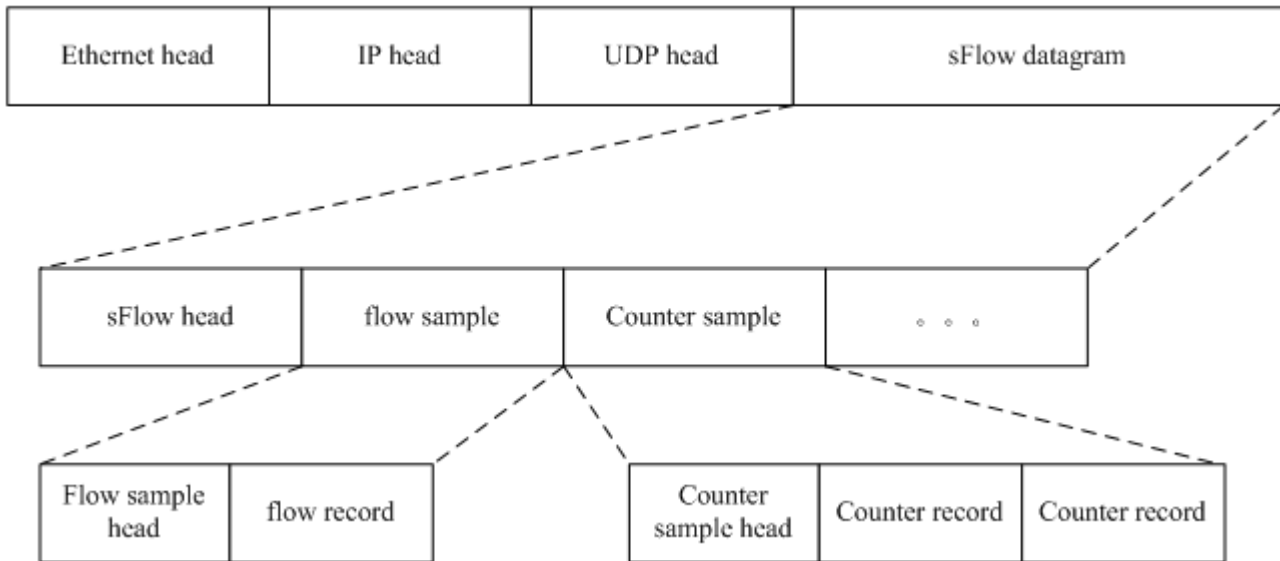 Ethernet head
IP head
UDP head
sFlow datagram
sFlow head
flow sample
Counter sample
。。。
Flow sample
head
flow record
Counter
sample head
Counter record
Counter record